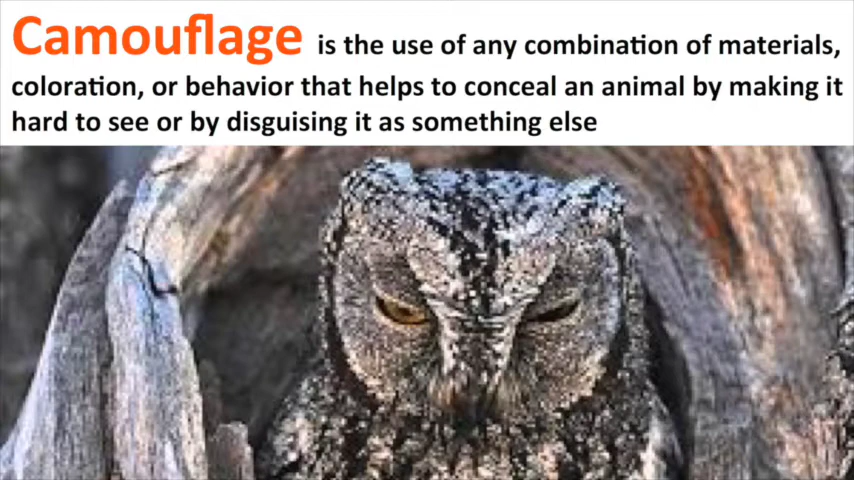 Camouflage is the use of any combination of materials,
coloration, or behavior that helps to conceal an animal by making it
hard to see or by disguising it as something else